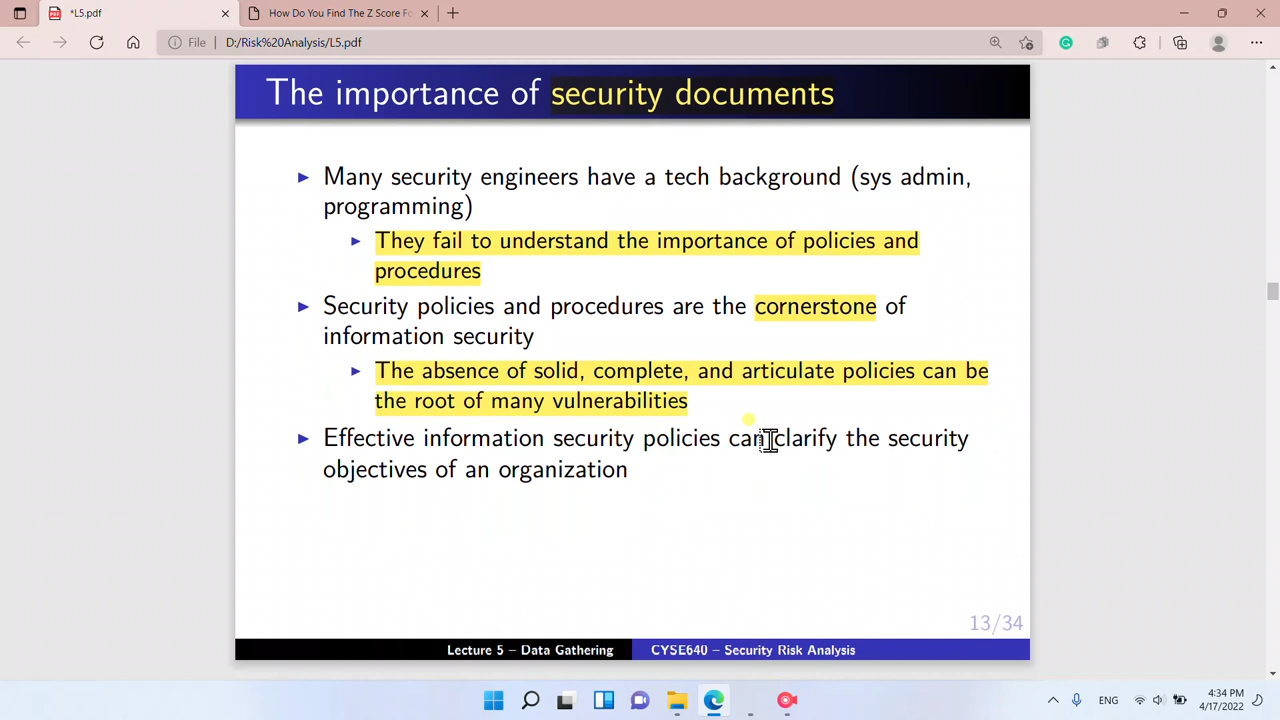 *L5.pdf
How Do You Find The Z Score Fo
File
D:/Risk%20Analysis/L5.pdf
The importance of security documents
Many security engineers have a tech background (sys admin,
programming)
They fail to understand the importance of policies and
procedures
Security policies and procedures are the cornerstone of
information security
The absence of solid, complete, and articulate policies can be
the root of many vulnerabilities
Effective information security policies can clarify the security
objectives of an organization
13/34
Lecture 5 – Data Gathering
CYSE640 – Security Risk Analysis
ENG
4:34 PM
4/17/2022